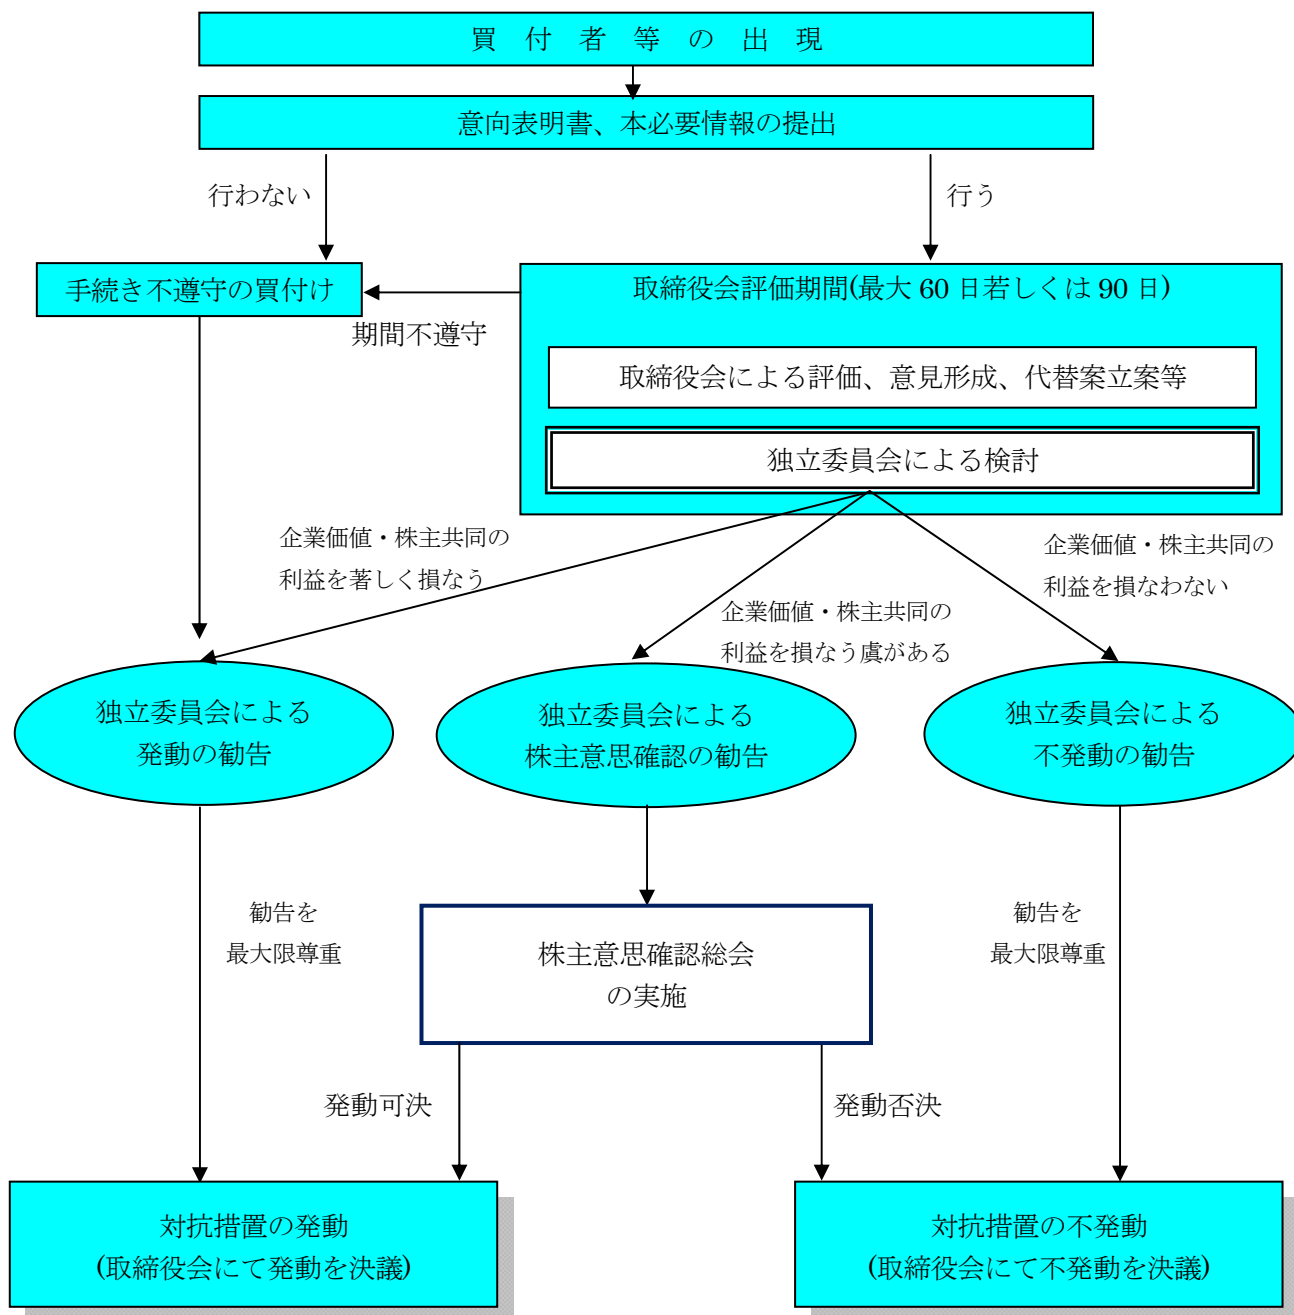 買付者等の出現
意向表明書、本必要情報の提出
行わない
行う
手続き不遵守の買付け
取締役会評価期間(最大 60 日若しくは 90 日)
期間不遵守
取締役会による評価、意見形成、代替案立案等
独立委員会による検討
企業価値・株主共同の
利益を著しく損なう
企業価値・株主共同の
利益を損なう虞がある
企業価値・株主共同の
利益を損なわない
独立委員会による
発動の勧告
独立委員会による
株主意思確認の勧告
独立委員会による
不発動の勧告
勧告を
最大限尊重
株主意思確認総会
の実施
勧告を
最大限尊重
発動可決
発動否決
対抗措置の発動
(取締役会にて発動を決議)
対抗措置の不発動
(取締役会にて不発動を決議)